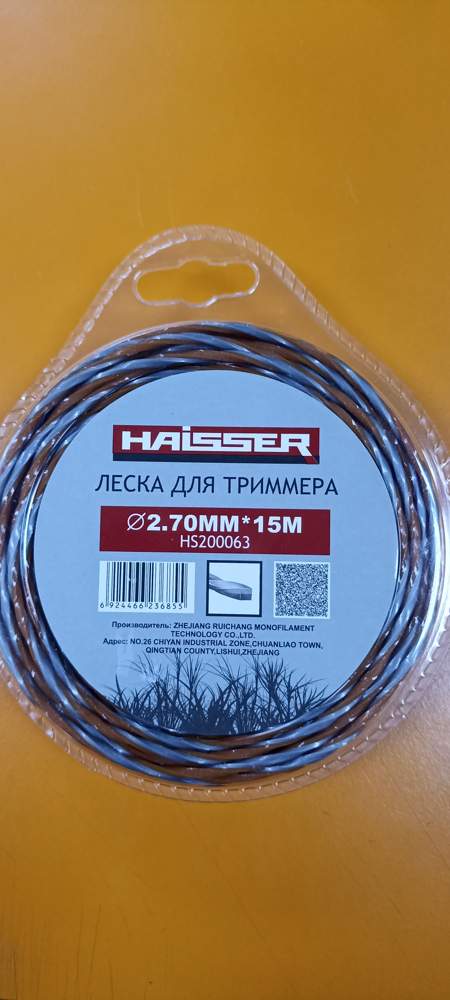 HAISSER
ЛЕСКА ДЛЯ ТРИММЕРА
Ø2.70MM*15M
HS200063
6 924466 236855
Производитель: ZHEJIANG RUICHANG MONOFILAMENT
TECHNOLOGY CO.,LTD.
Адрес: NO.26 CHIYAN INDUSTRIAL ZONE,CHUANLIAO TOWN,
QINGTIAN COUNTY,LISHUI,ZHEJIANG